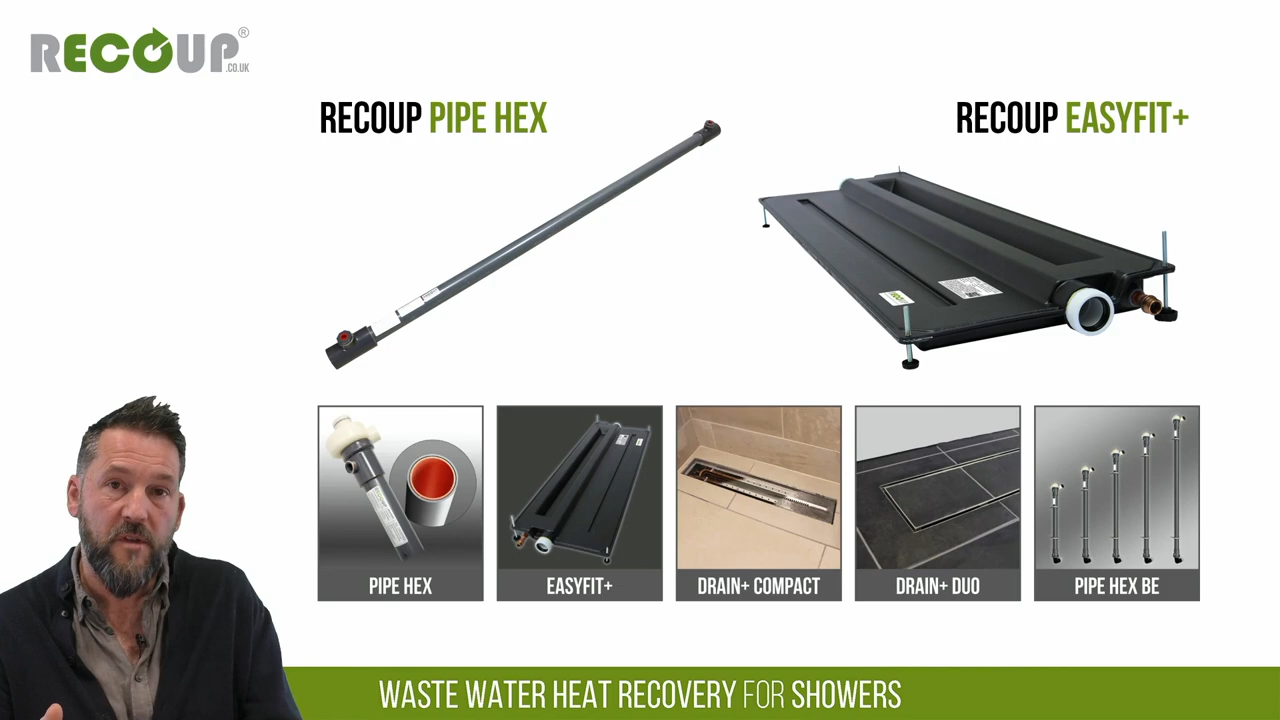 RECOUP®
.CO.UK
RECOUP PIPE HEX
RECOUP EASYFIT+
PIPE HEX
EASYFIT+
DRAIN+ COMPACT
DRAIN+ DUO
PIPE HEX BE
WASTE WATER HEAT RECOVERY FOR SHOWERS